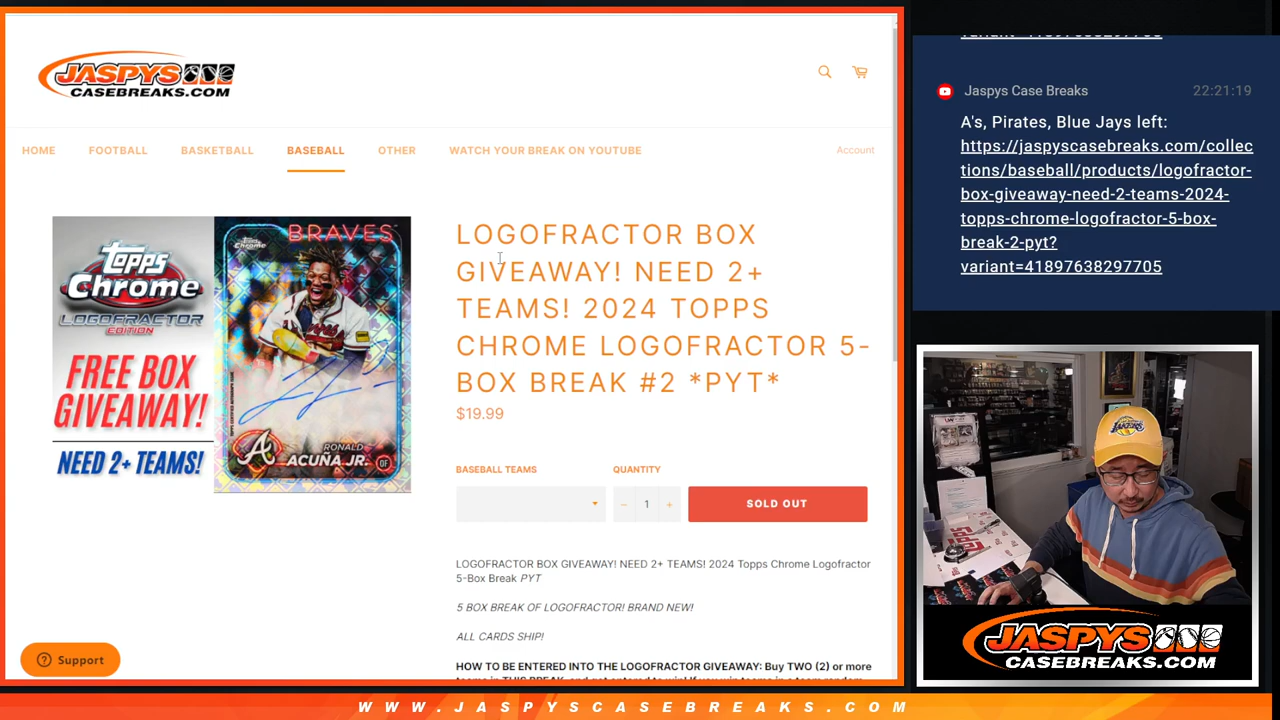 JASPYS
CASEBREAKS.COM
HOME
FOOTBALL
BASKETBALL
BASEBALL
OTHER
WATCH YOUR BREAK ON YOUTUBE
Account
topps
Chrome
LOGOFRACTOR
EDITION
FREE BOX
GIVEAWAY!
NEED 2+ TEAMS!
BRAVES
Chrome
RONALD
ACUÑA JR.
OF
LOGOFRACTOR BOX
GIVEAWAY! NEED 2+
TEAMS! 2024 TOPPS
CHROME LOGOFRACTOR 5-
BOX BREAK #2 *PYT*
$19.99
BASEBALL TEAMS
QUANTITY
− 1 +
SOLD OUT
LOGOFRACTOR BOX GIVEAWAY! NEED 2+ TEAMS! 2024 Topps Chrome Logofractor
5-Box Break PYT
5 BOX BREAK OF LOGOFRACTOR! BRAND NEW!
ALL CARDS SHIP!
HOW TO BE ENTERED INTO THE LOGOFRACTOR GIVEAWAY: Buy TWO (2) or more
Support
variant=41897638297705
Jaspys Case Breaks
22:21:19
A's, Pirates, Blue Jays left:
https://jaspyscasebreaks.com/collec
tions/baseball/products/logofractor-
box-giveaway-need-2-teams-2024-
topps-chrome-logofractor-5-box-
break-2-pyt?
variant=41897638297705
LAKERS
topps
JASPYS
CASEBREAKS.COM
WWW.JASPYSCASEBREAKS.COM